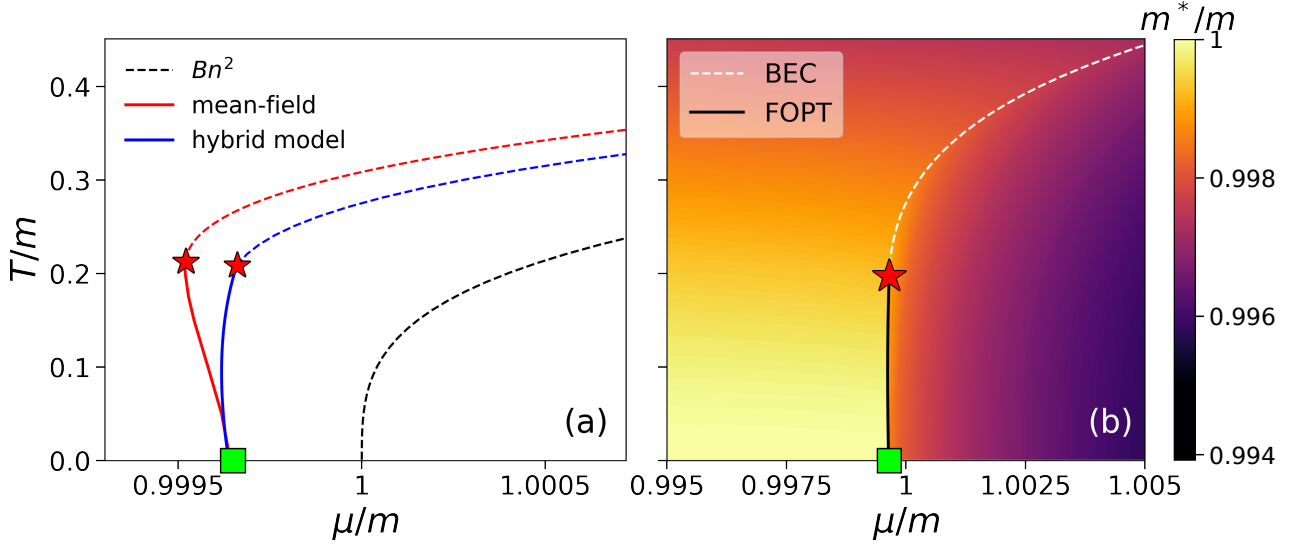 Bn²
mean-field
hybrid model
(a)
T/m
0.4
0.3
0.2
0.1
0.0
0.9995
1
1.0005
μ/m
BEC
FOPT
(b)
0.995
0.9975
1
1.0025
1.005
μ/m
m*/m
1
0.998
0.996
0.994